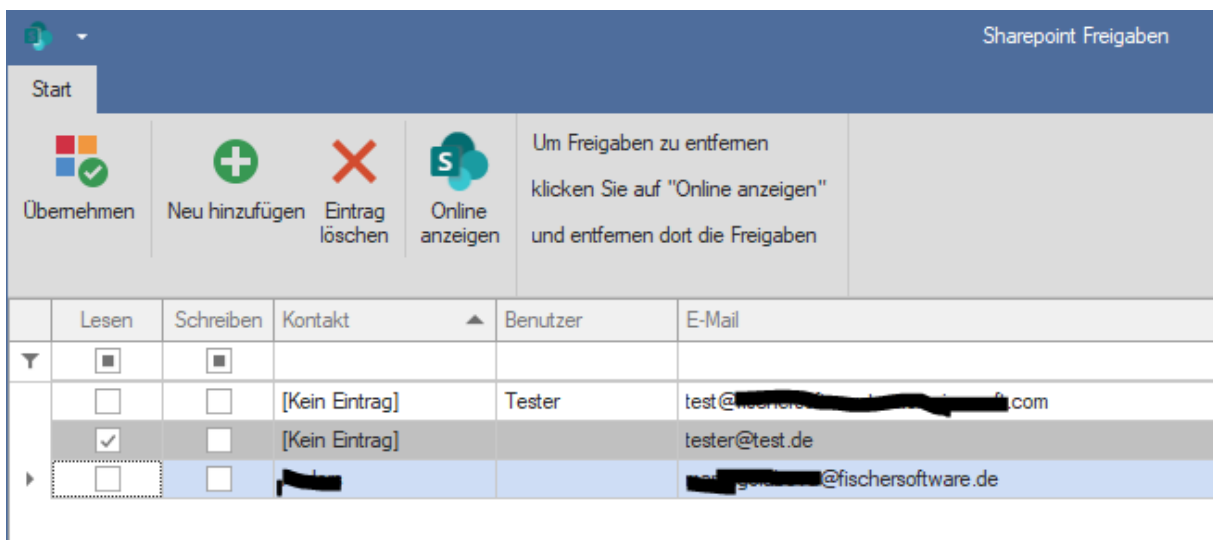 Sharepoint Freigaben
Start
Übernehmen
Neu hinzufügen
Eintrag
löschen
Online
anzeigen
Um Freigaben zu entfernen
klicken Sie auf "Online anzeigen"
und entfernen dort die Freigaben
Lesen Schreiben Kontakt Benutzer E-Mail
[Kein Eintrag] Tester test@ .com
[Kein Eintrag] tester@test.de
@fischersoftware.de